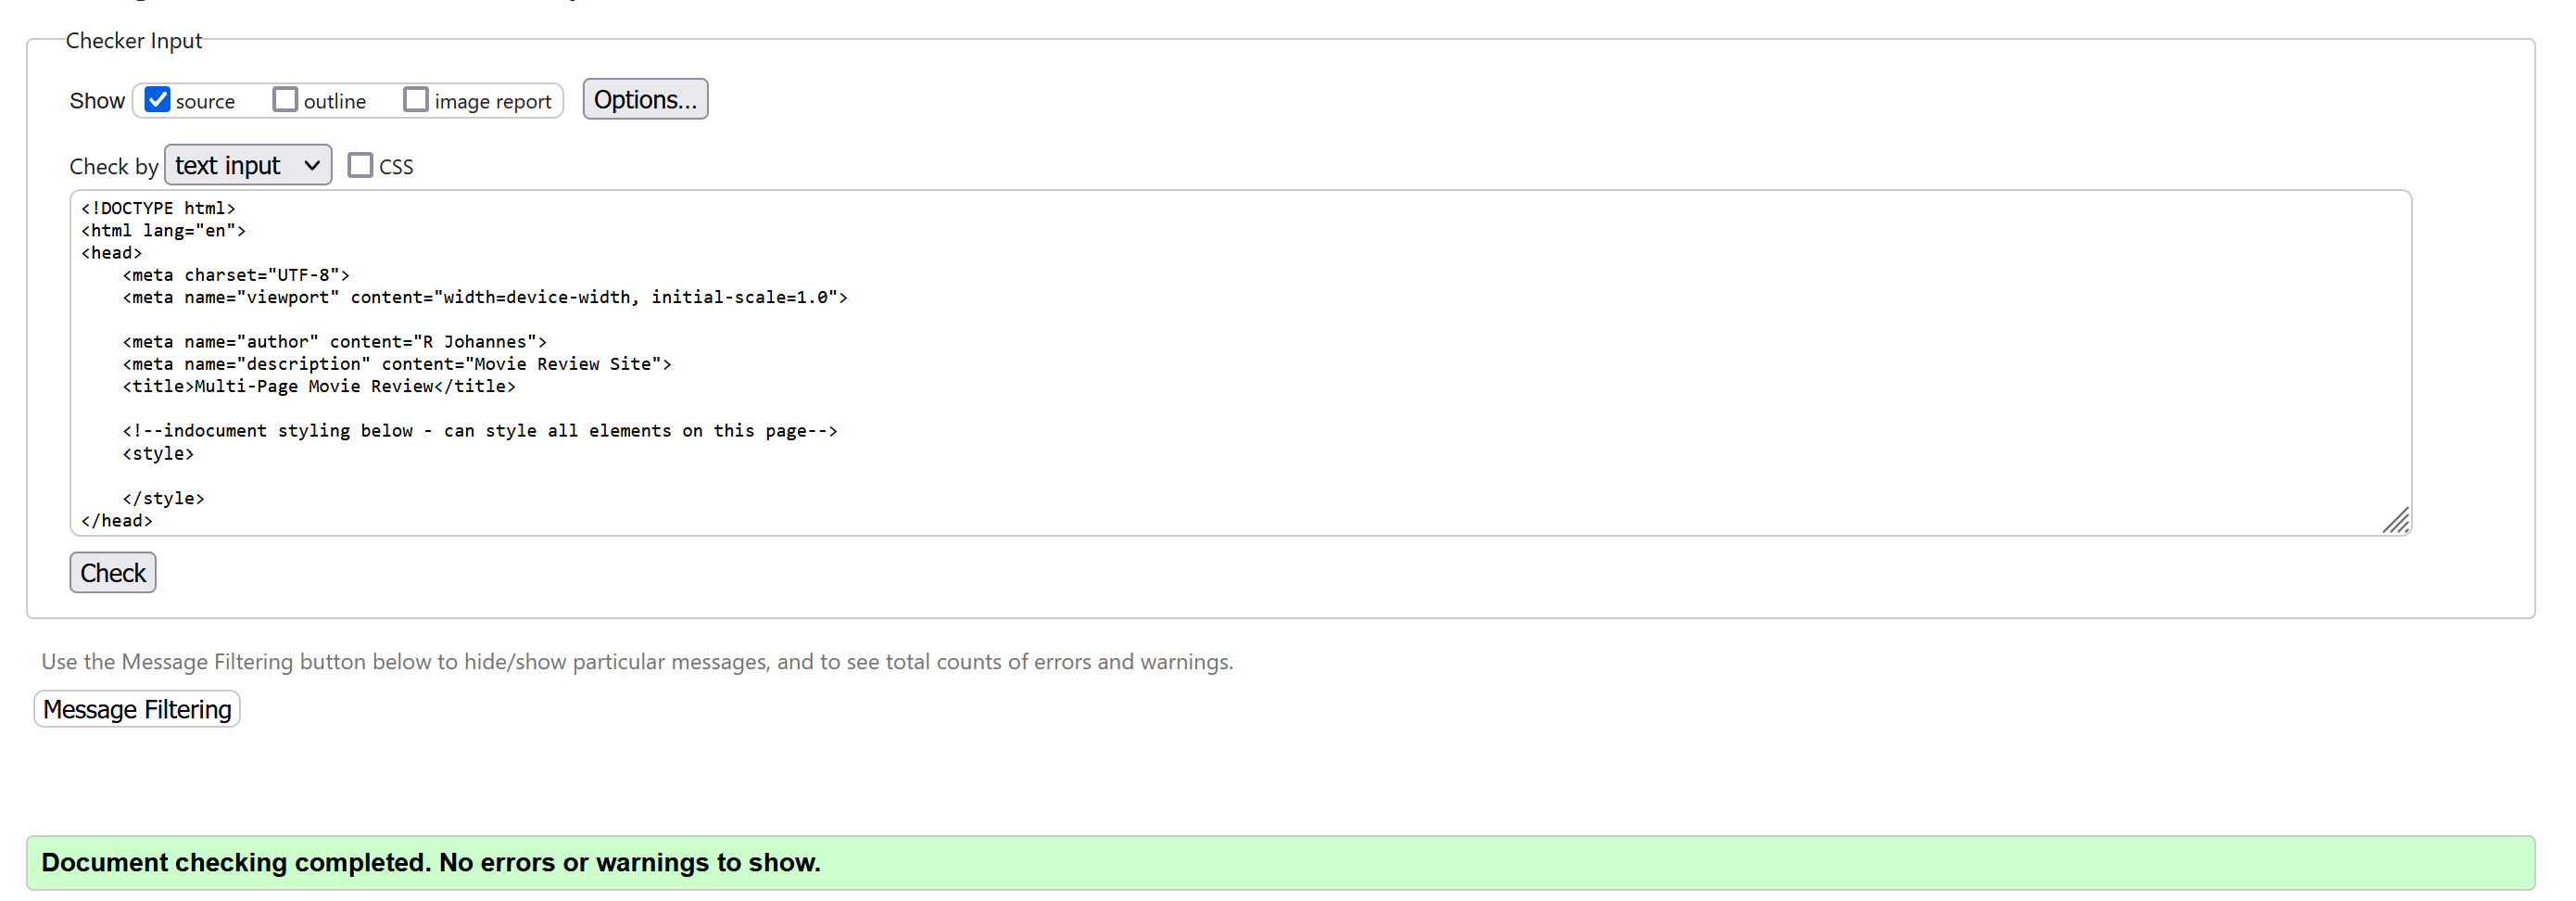 Checker Input
Show source outline image report Options...
Check by text input CSS
<!DOCTYPE html>
<html lang="en">
<head>
    <meta charset="UTF-8">
    <meta name="viewport" content="width=device-width, initial-scale=1.0">
    <meta name="author" content="R Johannes">
    <meta name="description" content="Movie Review Site">
    <title>Multi-Page Movie Review</title>
    <!--indocument styling below - can style all elements on this page-->
    <style>
    </style>
</head>
Check
Use the Message Filtering button below to hide/show particular messages, and to see total counts of errors and warnings.
Message Filtering
Document checking completed. No errors or warnings to show.